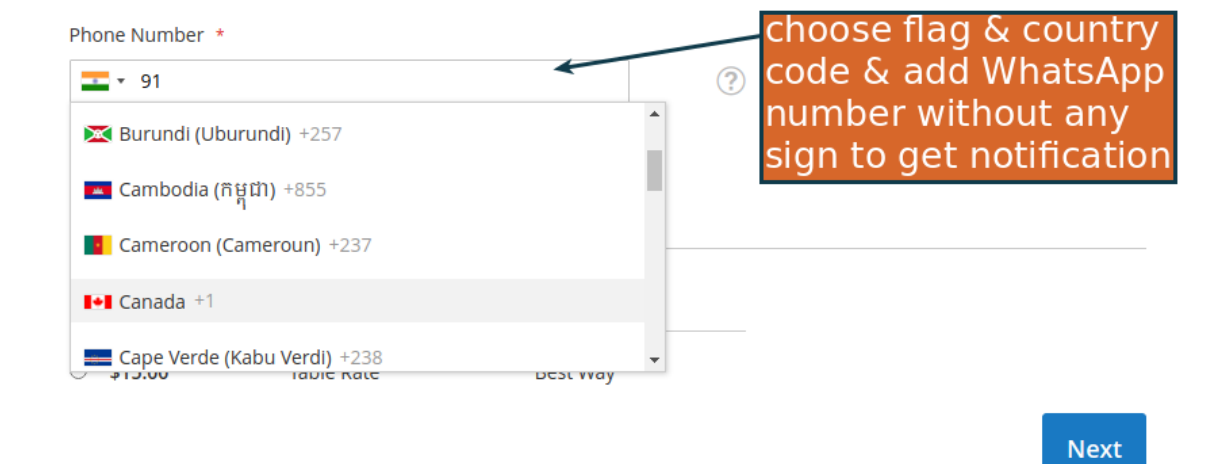 Phone Number *
91
choose flag & country
code & add WhatsApp
number without any
sign to get notification
?
Burundi (Uburundi) +257
Cambodia (កម្ពុជា) +855
Cameroon (Cameroun) +237
Canada +1
Cape Verde (Kabu Verdi) +238
$15.00 Table Rate Best Way
Next